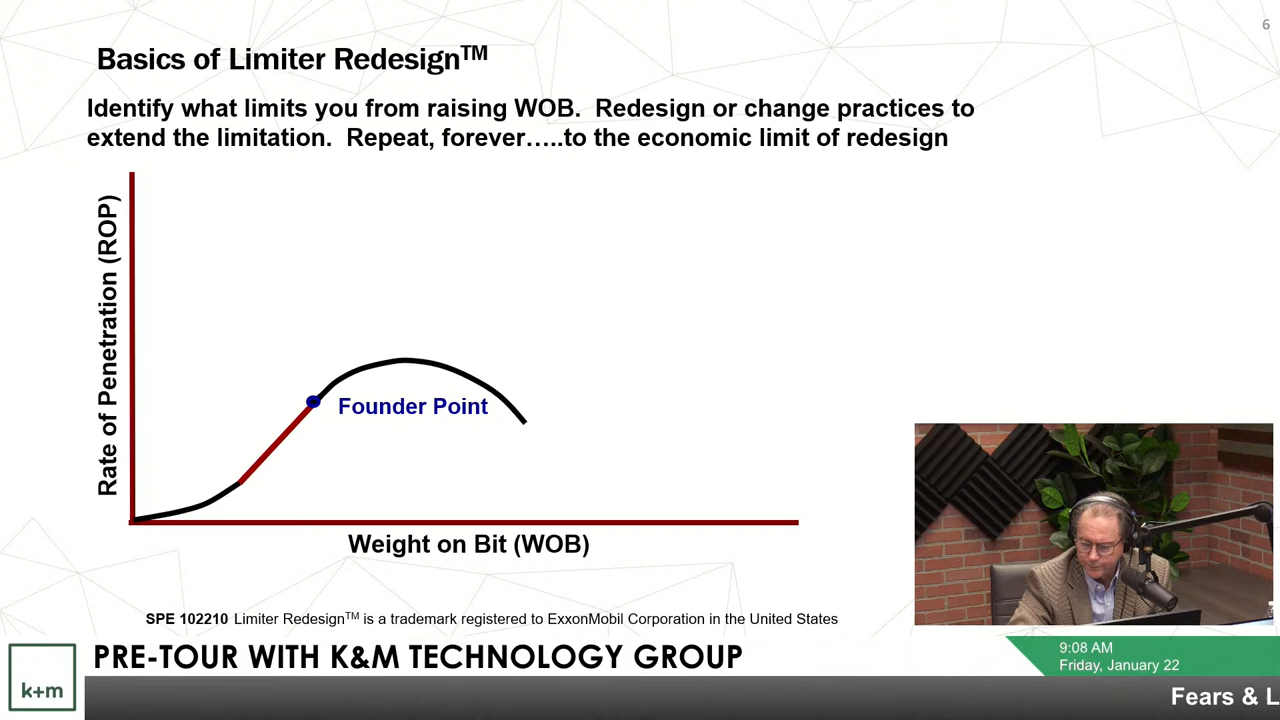 6
Basics of Limiter Redesign™
Identify what limits you from raising WOB.  Redesign or change practices to
extend the limitation.  Repeat, forever…..to the economic limit of redesign
Rate of Penetration (ROP)
Founder Point
Weight on Bit (WOB)
SPE 102210 Limiter Redesign™ is a trademark registered to ExxonMobil Corporation in the United States
k+m
PRE-TOUR WITH K&M TECHNOLOGY GROUP
9:08 AM
Friday, January 22
Fears & L